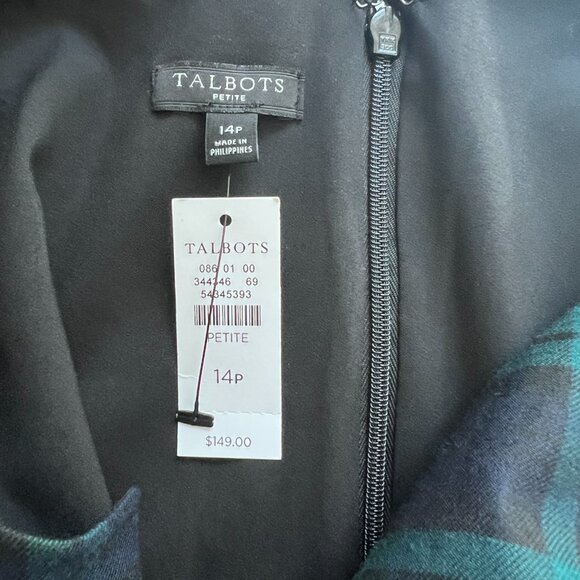 TALBOTS
PETITE
14P
MADE IN
PHILIPPINES
TALBOTS
086 01 00
344346 69
54345393
PETITE
14P
$149.00